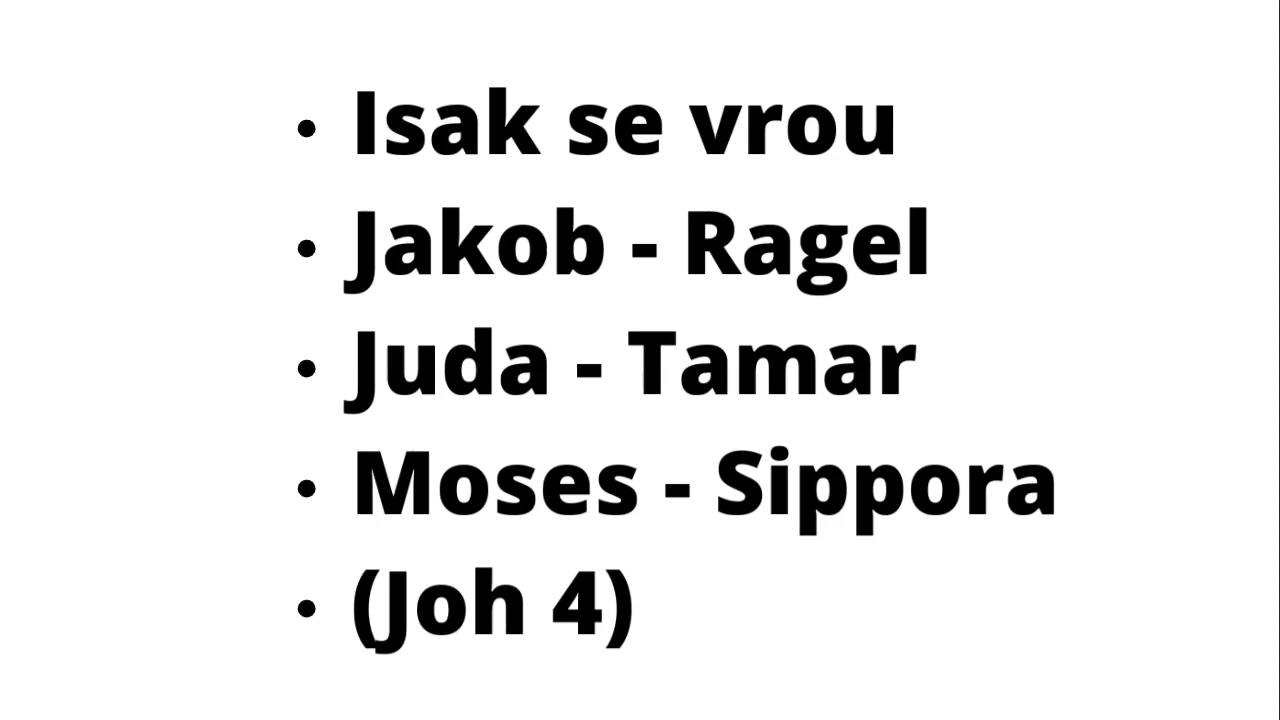 • Isak se vrou
• Jakob - Ragel
• Juda - Tamar
• Moses - Sippora
• (Joh 4)